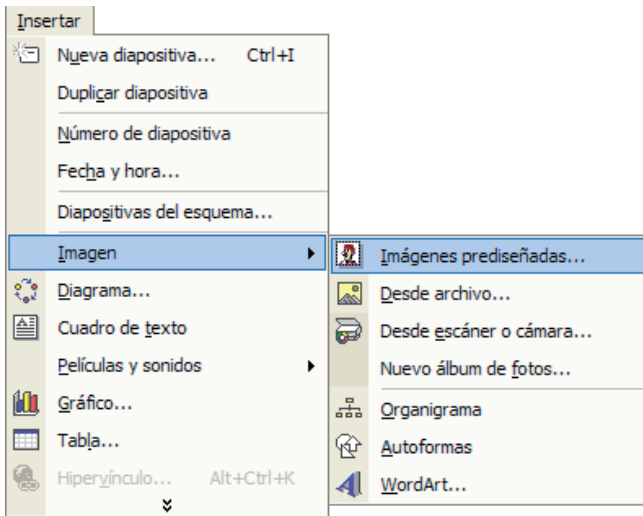 Insertar
Nueva diapositiva... Ctrl+I
Duplicar diapositiva
Número de diapositiva
Fecha y hora...
Diapositivas del esquema...
Imagen
Diagrama...
Cuadro de texto
Películas y sonidos
Gráfico...
Tabla...
Hipervínculo... Alt+Ctrl+K
Imágenes prediseñadas...
Desde archivo...
Desde escáner o cámara...
Nuevo álbum de fotos...
Organigrama
Autoformas
WordArt...